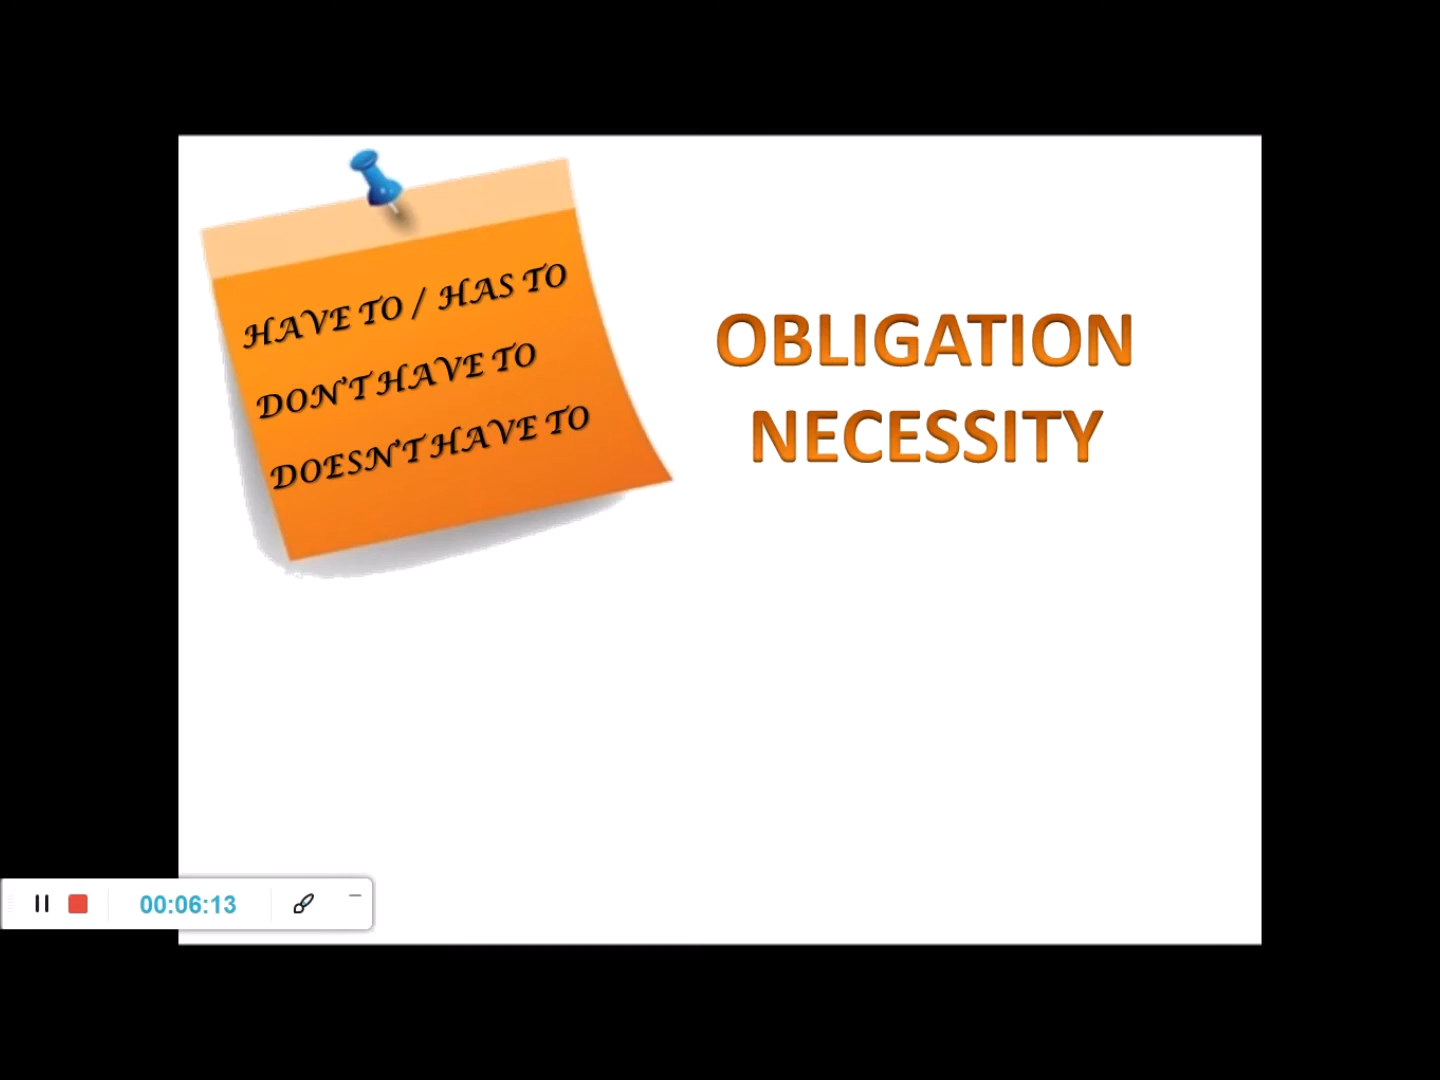 HAVE TO / HAS TO
DON'T HAVE TO
DOESN'T HAVE TO
OBLIGATION
NECESSITY
00:06:13